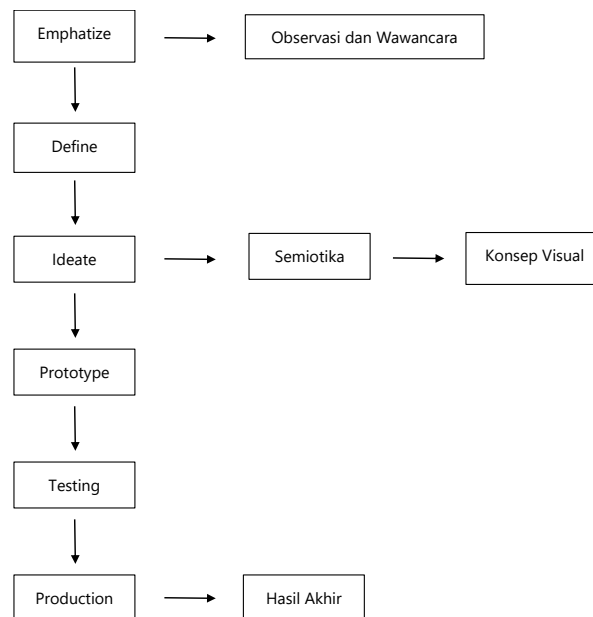 Emphatize
Observasi dan Wawancara
Define
Ideate
Semiotika
Konsep Visual
Prototype
Testing
Production
Hasil Akhir